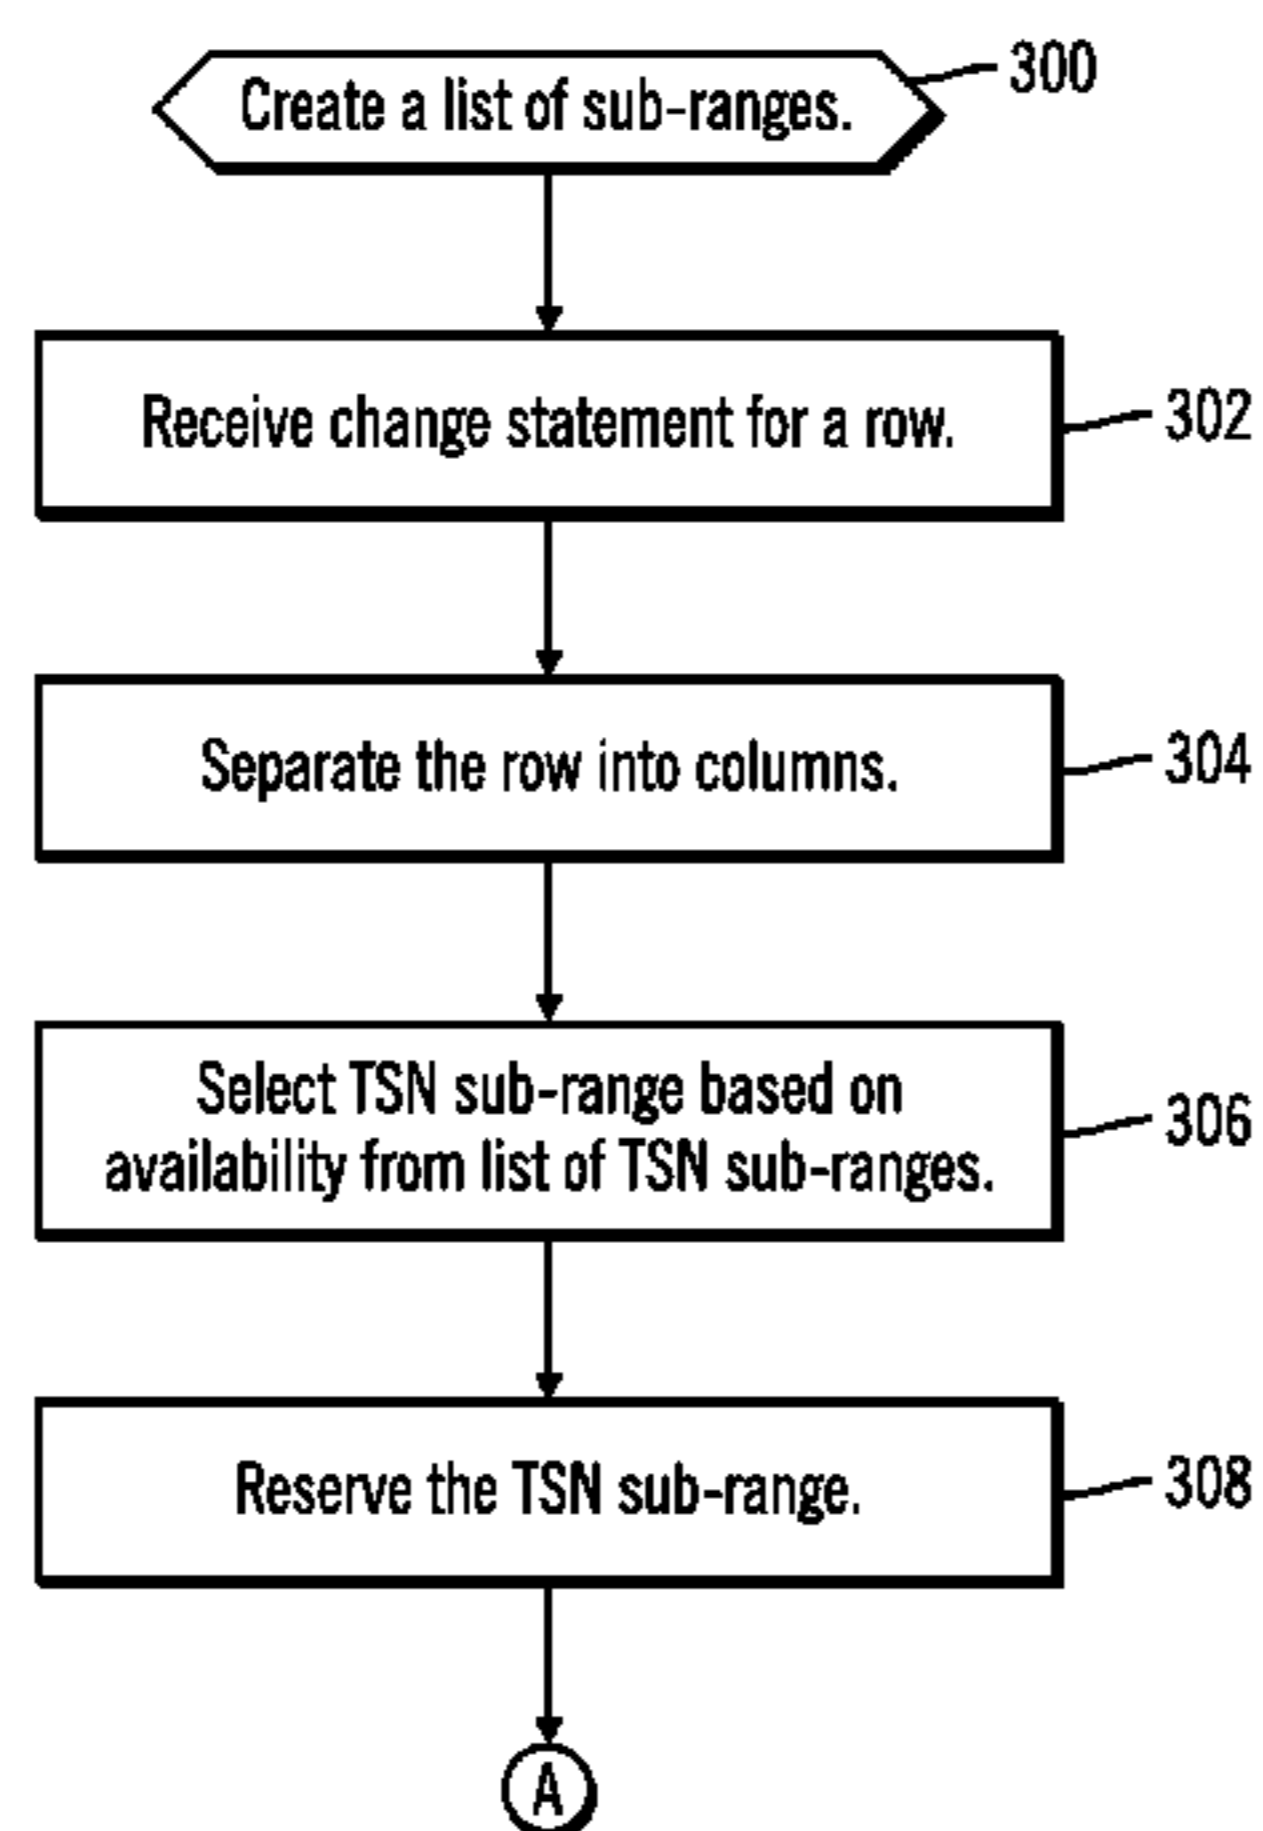 Create a list of sub-ranges.
300
Receive change statement for a row.
302
Separate the row into columns.
304
Select TSN sub-range based on
availability from list of TSN sub-ranges.
306
Reserve the TSN sub-range.
308
A